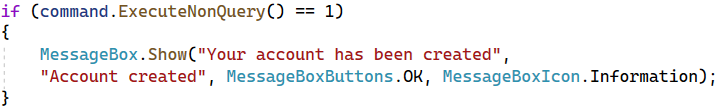 if (command.ExecuteNonQuery() == 1)
{
    MessageBox.Show("Your account has been created",
    "Account created", MessageBoxButtons.OK, MessageBoxIcon.Information);
}